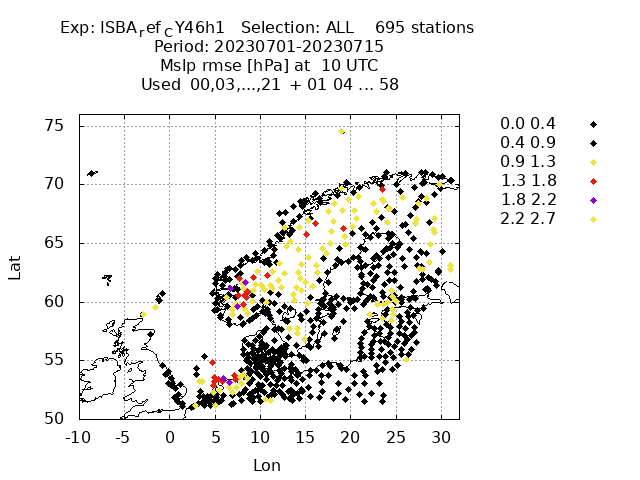 Exp: ISBA_ref_CY46h1 Selection: ALL 695 stations
Period: 20230701-20230715
Mslp rmse [hPa] at 10 UTC
Used 00,03,...,21 + 01 04 ... 58
0.0 0.4
0.4 0.9
0.9 1.3
1.3 1.8
1.8 2.2
2.2 2.7
75
70
65
60
55
50
Lat
-10 -5 0 5 10 15 20 25 30
Lon